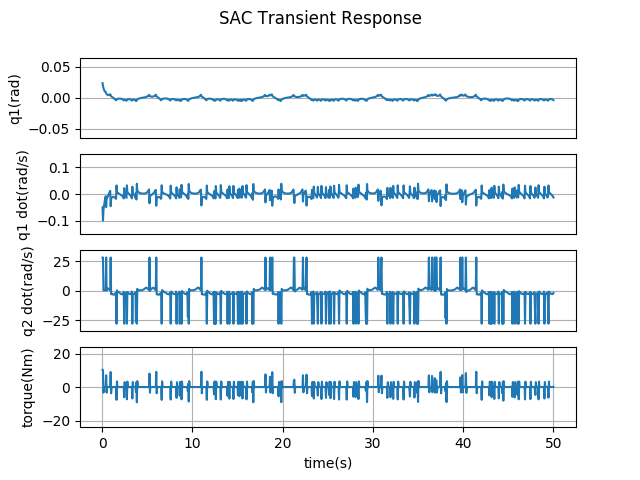 SAC Transient Response
q1(rad)
0.05
0.00
−0.05
q1 dot(rad/s)
0.1
0.0
−0.1
q2 dot(rad/s)
25
0
−25
torque(Nm)
20
0
−20
0 10 20 30 40 50
time(s)